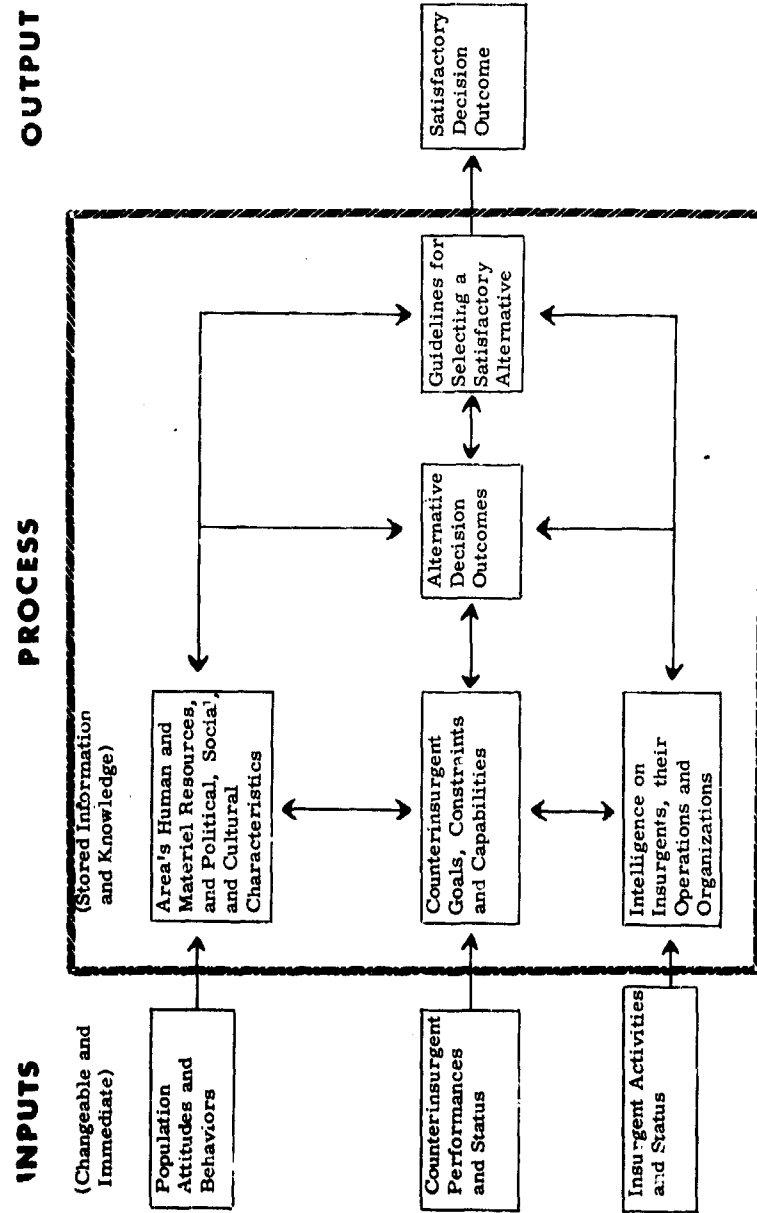 INPUTS
(Changeable and
Immediate)
Population
Attitudes and
Behaviors
Counterinsurgent
Performances
and Status
Insurgent Activities
and Status
PROCESS
(Stored Information
and Knowledge)
Area's Human and
Materiel Resources,
and Political, Social,
and Cultural
Characteristics
Counterinsurgent
Goals, Constraints
and Capabilities
Intelligence on
Insurgents, their
Operations and
Organizations
Alternative
Decision
Outcomes
Guidelines for
Selecting a
Satisfactory
Alternative
OUTPUT
Satisfactory
Decision
Outcome